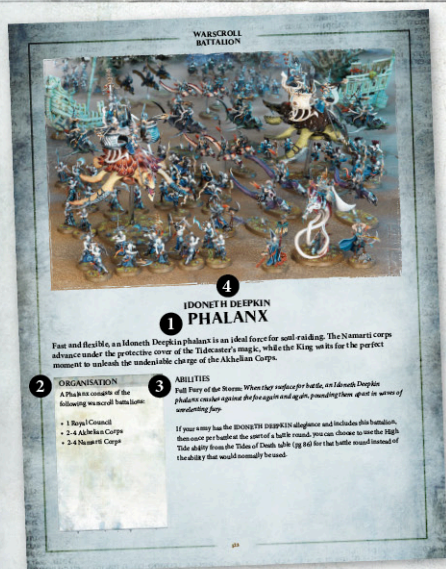 WARSCROLL
BATTALION
4
IDONETH DEEPKIN
1 PHALANX
Fast and flexible, an Idoneth Deepkin phalanx is an ideal force for soul-raiding. The Namarti corps
advance under the protective cover of the Tidecaster's magic, while the King waits for the perfect
moment to unleash the undeniable charge of the Akhelian Corps.
2 ORGANISATION
A Phalanx consists of the
following warscroll battalions:
• 1 Royal Council
• 2-4 Akhelian Corps
• 2-4 Namarti Corps
3 ABILITIES
Full Fury of the Storm: When they surface for battle, an Idoneth Deepkin
phalanx crashes against the foe again and again, pounding them apart in waves of
unrelenting fury.
If your army has the IDONETH DEEPKIN allegiance and includes this battalion,
then once per battle at the start of a battle round, you can choose to use the High
Tide ability from the Tides of Death table (pg 86) for that battle round instead of
the ability that would normally be used.